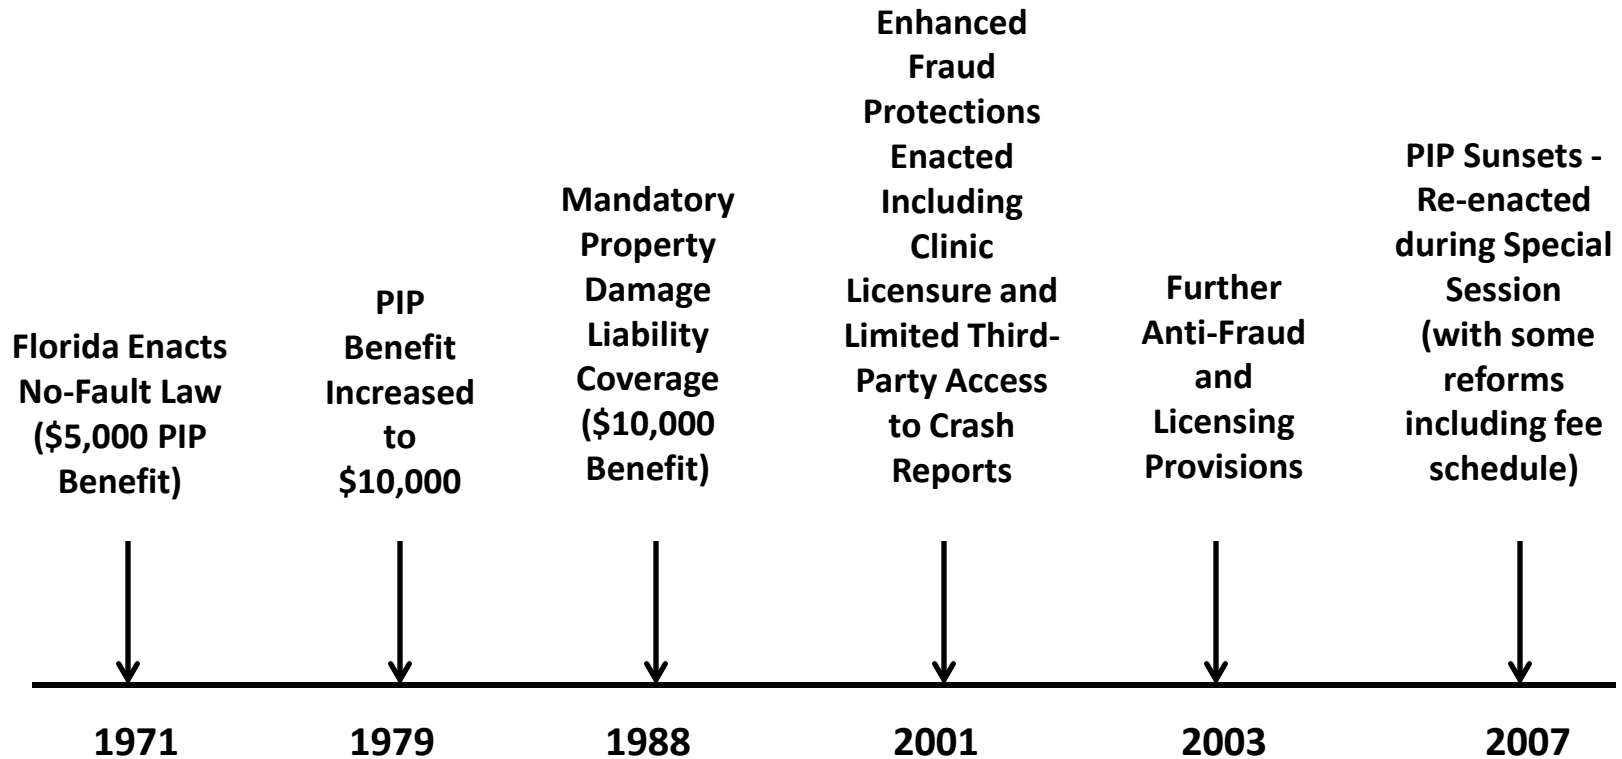 Florida Enacts
No-Fault Law
($5,000 PIP
Benefit)
PIP
Benefit
Increased
to
$10,000
Mandatory
Property
Damage
Liability
Coverage
($10,000
Benefit)
Enhanced
Fraud
Protections
Enacted
Including
Clinic
Licensure and
Limited Third-
Party Access
to Crash
Reports
Further
Anti-Fraud
and
Licensing
Provisions
PIP Sunsets -
Re-enacted
during Special
Session
(with some
reforms
including fee
schedule)
1971
1979
1988
2001
2003
2007